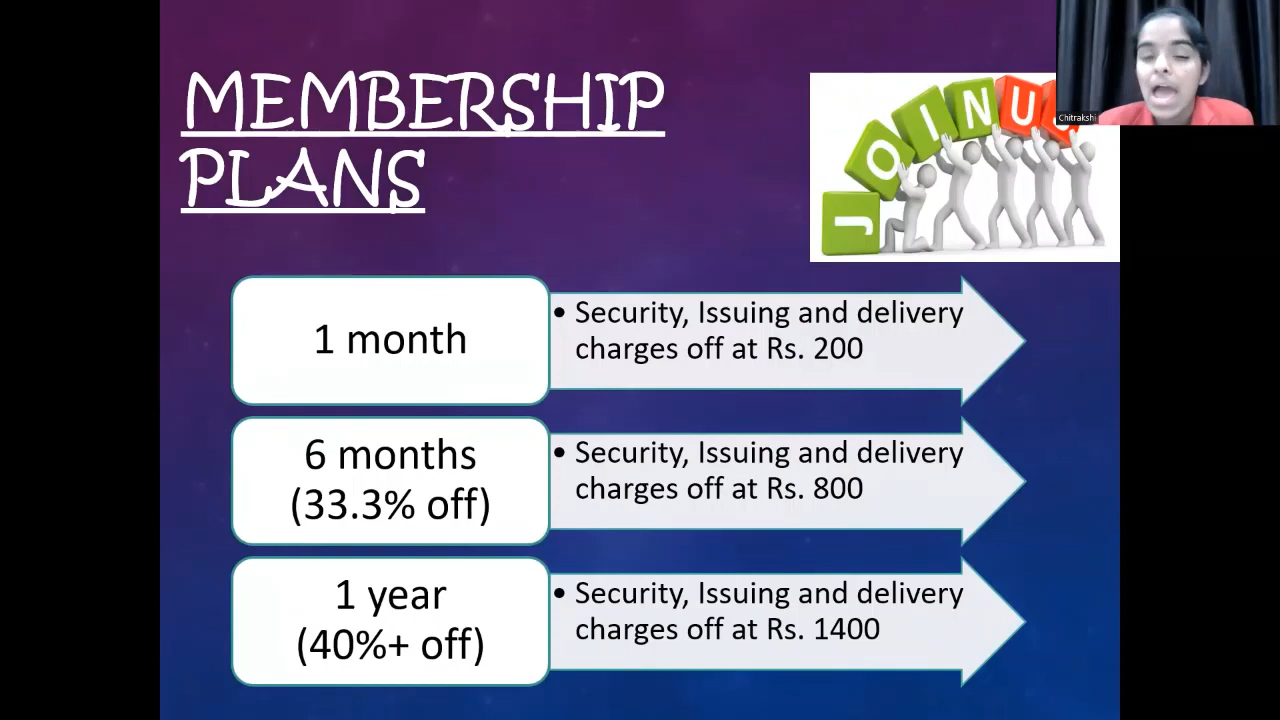 MEMBERSHIP
PLANS
JOIN U
Chitrakshi
1 month
• Security, Issuing and delivery
charges off at Rs. 200
6 months
(33.3% off)
• Security, Issuing and delivery
charges off at Rs. 800
1 year
(40%+ off)
• Security, Issuing and delivery
charges off at Rs. 1400